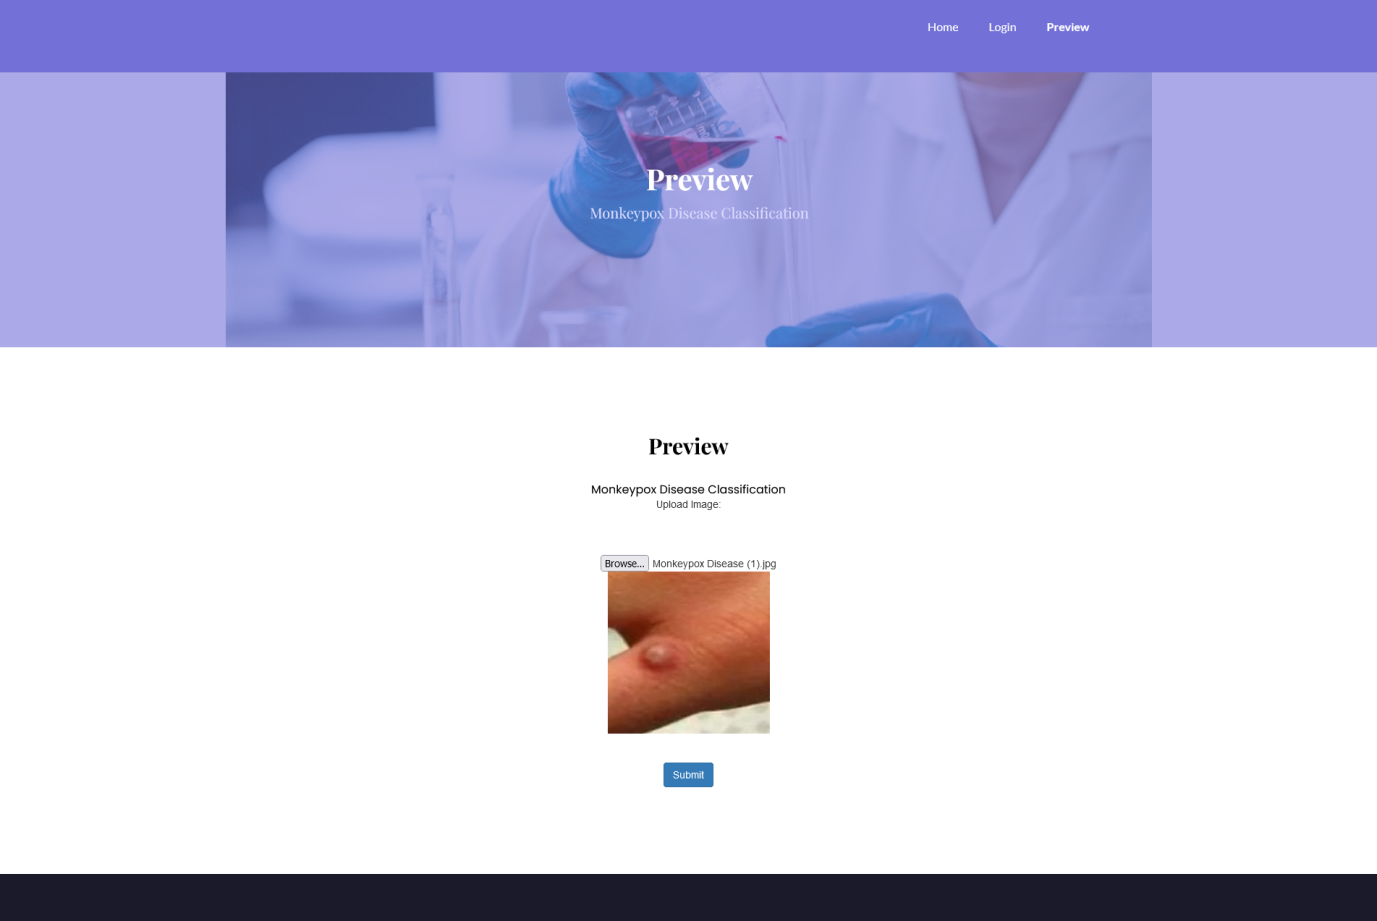 Home Login Preview
Preview
Monkeypox Disease Classification
Preview
Monkeypox Disease Classification
Upload Image:
Browse... Monkeypox Disease (1).jpg
Submit